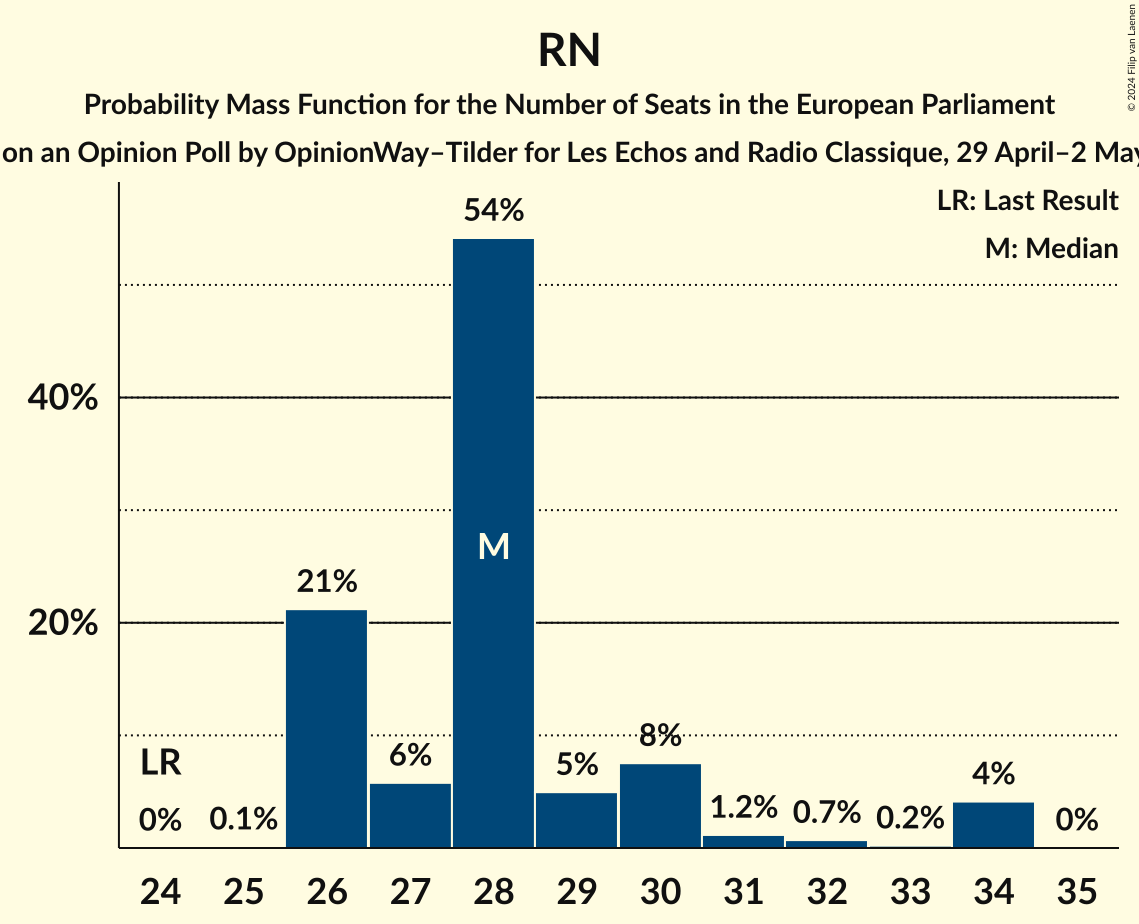 RN
Probability Mass Function for the Number of Seats in the European Parliament
on an Opinion Poll by OpinionWay–Tilder for Les Echos and Radio Classique, 29 April–2 May
© 2024 Filip van Laenen
LR: Last Result
M: Median
54%
40%
M
21%
20%
LR
6%
5%
8%
4%
0%
0.1%
1.2%
0.7%
0.2%
0%
24 25 26 27 28 29 30 31 32 33 34 35